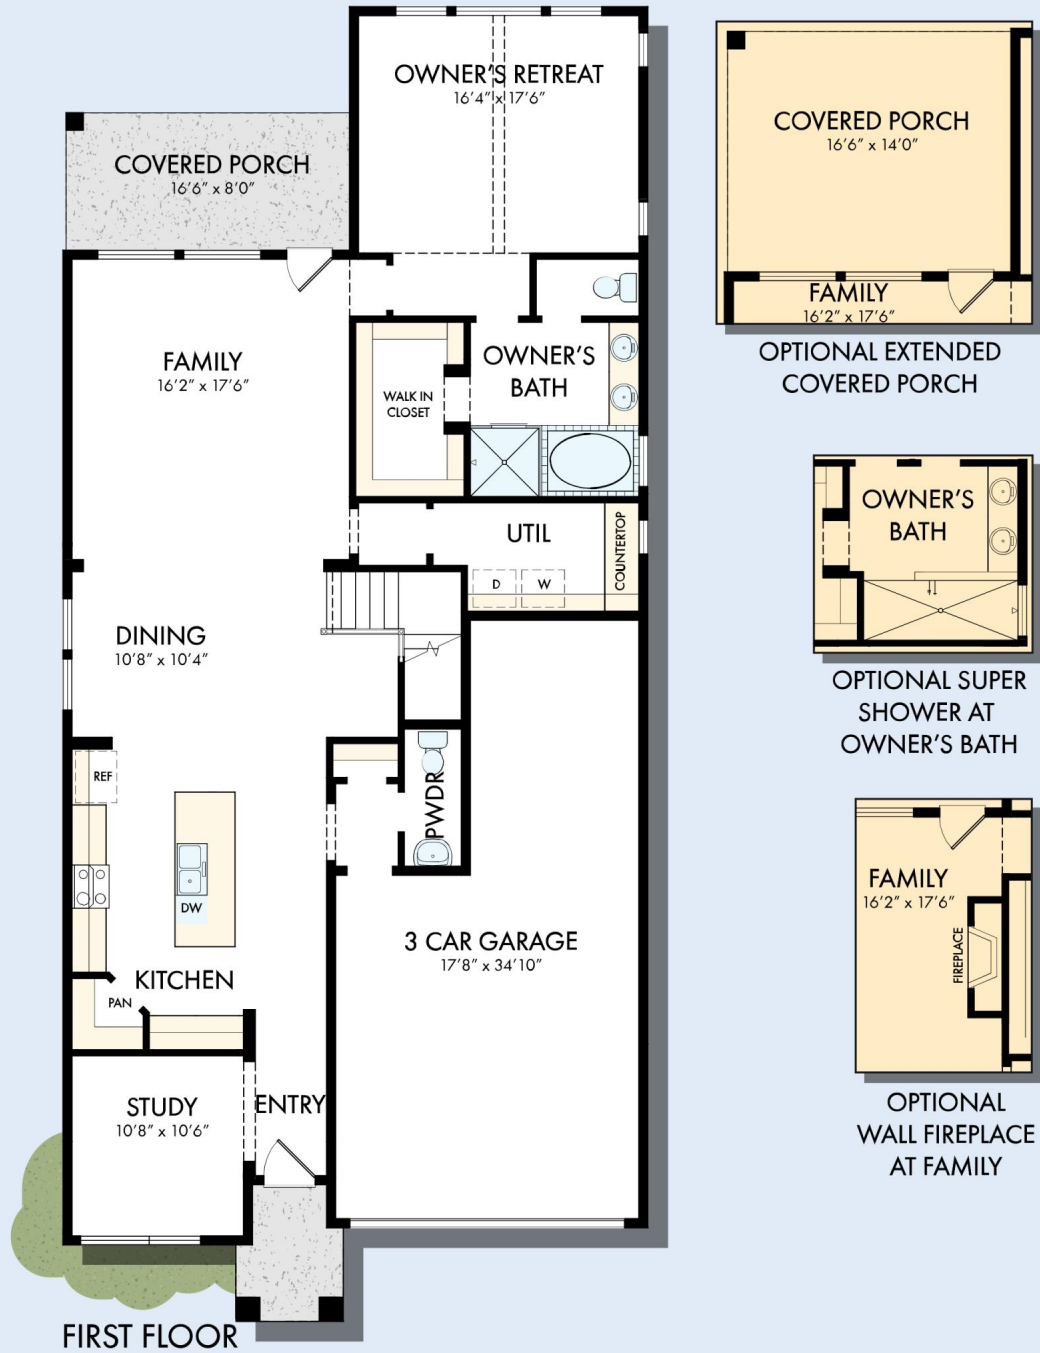 OWNER'S RETREAT
16'4" x 17'6"
COVERED PORCH
16'6" x 8'0"
FAMILY
16'2" x 17'6"
OWNER'S
BATH
WALK IN
CLOSET
UTIL
COUNTERTOP
D
W
DINING
10'8" x 10'4"
REF
PWDR
DW
3 CAR GARAGE
17'8" x 34'10"
KITCHEN
PAN
STUDY
10'8" x 10'6"
ENTRY
FIRST FLOOR
COVERED PORCH
16'6" x 14'0"
FAMILY
16'2" x 17'6"
OPTIONAL EXTENDED
COVERED PORCH
OWNER'S
BATH
OPTIONAL SUPER
SHOWER AT
OWNER'S BATH
FAMILY
16'2" x 17'6"
FIREPLACE
OPTIONAL
WALL FIREPLACE
AT FAMILY